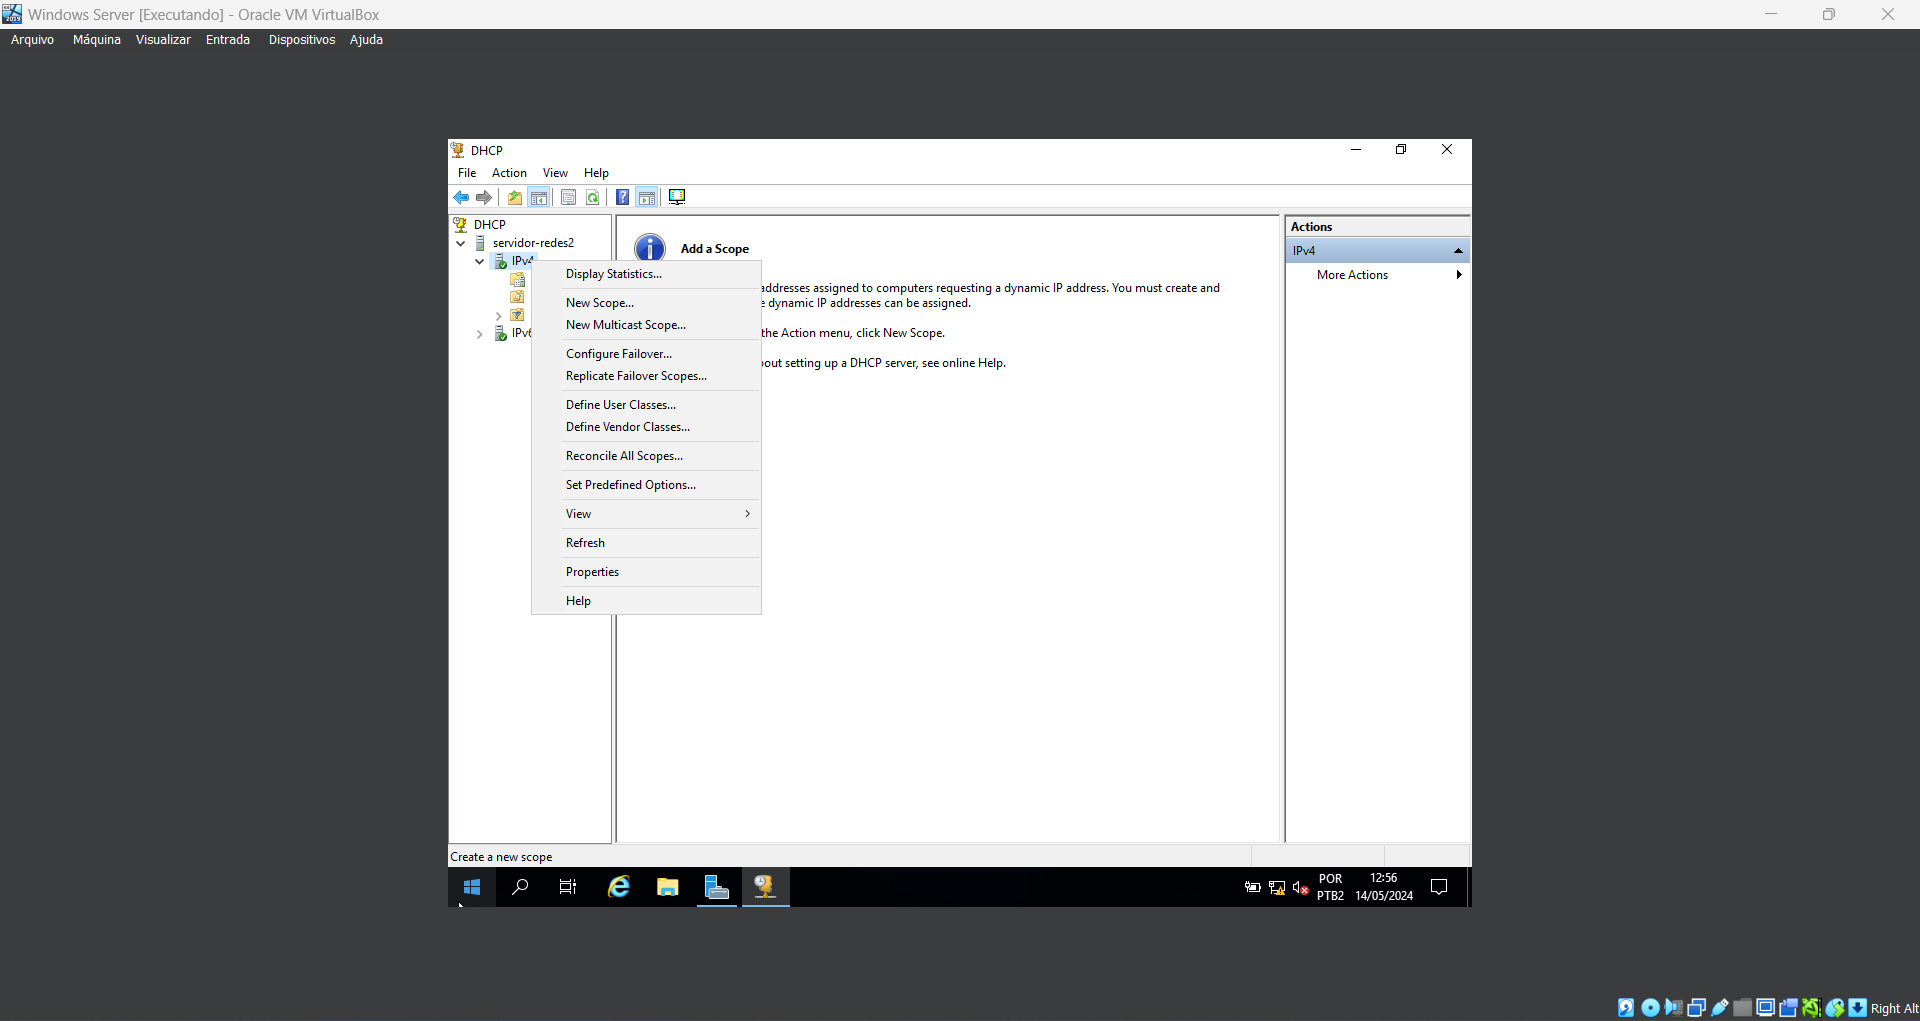 Windows Server [Executando] - Oracle VM VirtualBox
Arquivo Máquina Visualizar Entrada Dispositivos Ajuda
DHCP
File Action View Help
DHCP
servidor-redes2
IPv4
IPv6
Display Statistics...
New Scope...
New Multicast Scope...
Configure Failover...
Replicate Failover Scopes...
Define User Classes...
Define Vendor Classes...
Reconcile All Scopes...
Set Predefined Options...
View
Refresh
Properties
Help
Add a Scope
addresses assigned to computers requesting a dynamic IP address. You must create and
dynamic IP addresses can be assigned.
the Action menu, click New Scope.
out setting up a DHCP server, see online Help.
Actions
IPv4
More Actions
Create a new scope
POR
PTB2
12:56
14/05/2024
Right Alt